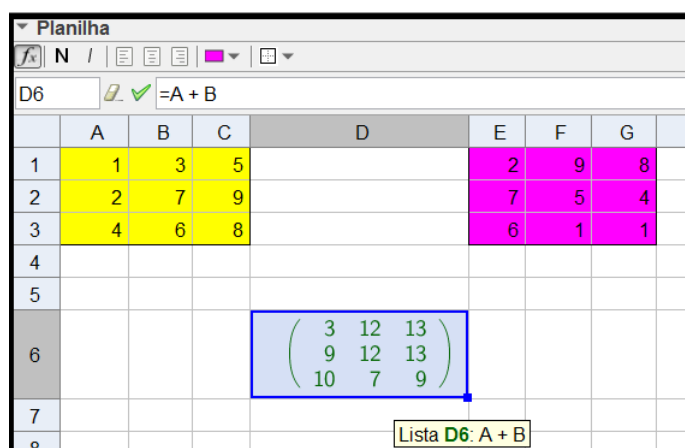 Planilha
fx N I
D6 =A + B
A B C D E F G
1 1 3 5 2 9 8
2 2 7 9 7 5 4
3 4 6 8 6 1 1
4
5
3 12 13
6 9 12 13
10 7 9
7
Lista D6: A + B
8